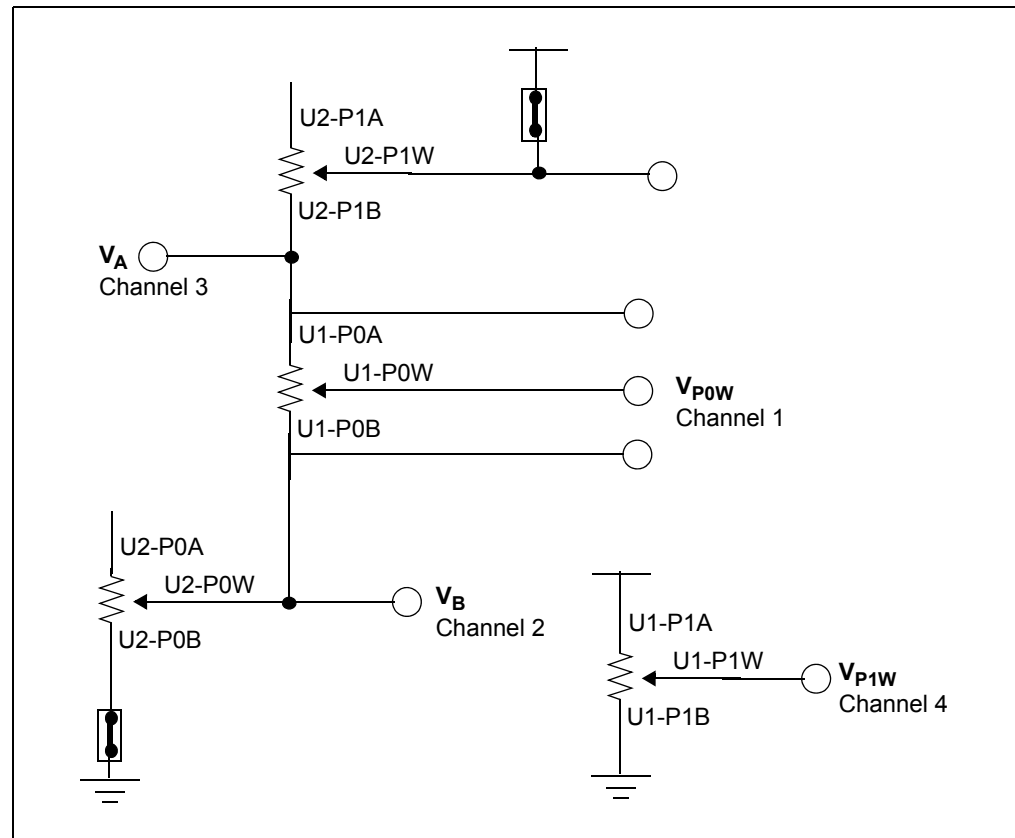 U2-P1A
U2-P1W
U2-P1B
VA
Channel 3
U1-P0A
U1-P0W
VP0W
Channel 1
U1-P0B
U2-P0A
U2-P0W
VB
Channel 2
U2-P0B
U1-P1A
U1-P1W
VP1W
Channel 4
U1-P1B